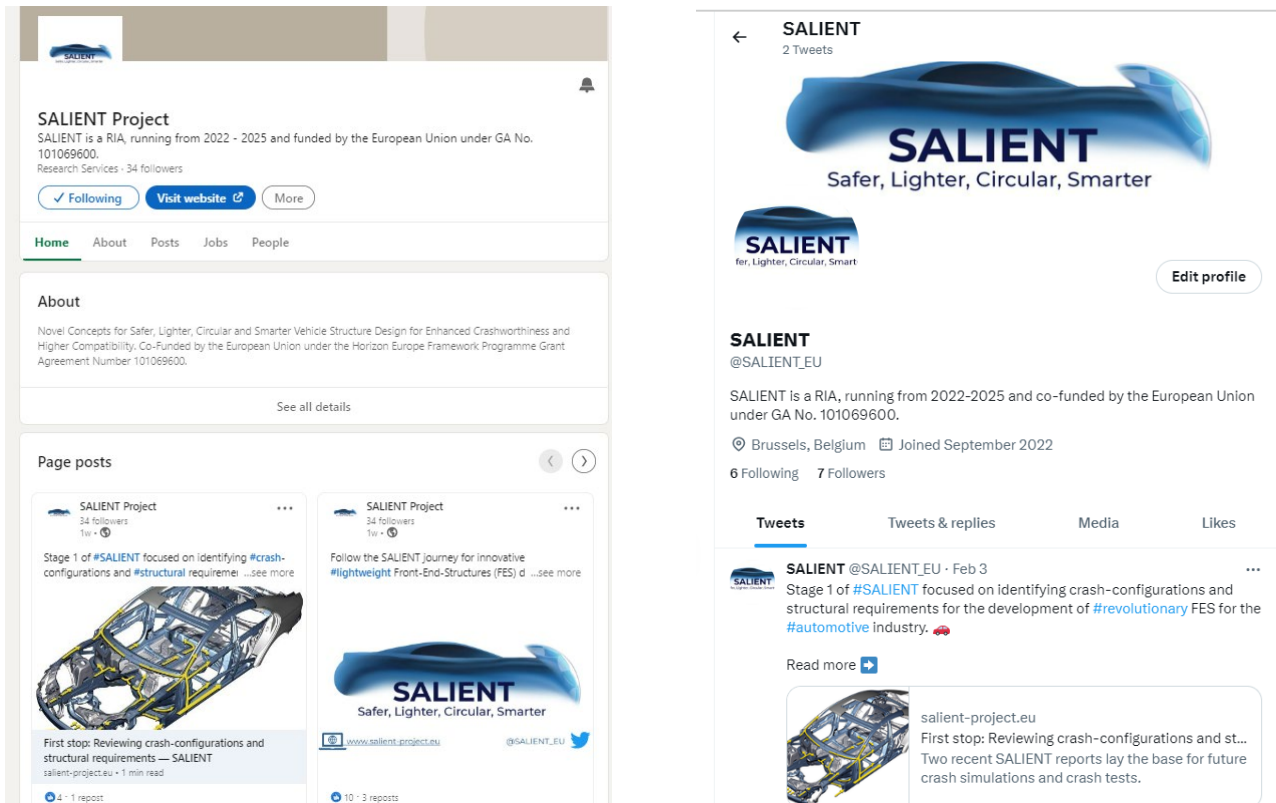 SALIENT
SALIENT Project
SALIENT is a RIA, running from 2022 - 2025 and funded by the European Union under GA No.
101069600.
Research Services · 34 followers
✓ Following
Visit website
More
Home
About
Posts
Jobs
People
About
Novel Concepts for Safer, Lighter, Circular and Smarter Vehicle Structure Design for Enhanced Crashworthiness and
Higher Compatibility. Co-Funded by the European Union under the Horizon Europe Framework Programme Grant
Agreement Number 101069600.
See all details
Page posts
SALIENT Project
34 followers
1w •
Stage 1 of #SALIENT focused on identifying #crash-
configurations and #structural requiremei ...see more
First stop: Reviewing crash-configurations and
structural requirements — SALIENT
salient-project.eu • 1 min read
4 · 1 repost
SALIENT Project
34 followers
1w •
Follow the SALIENT journey for innovative
#lightweight Front-End-Structures (FES) d ...see more
SALIENT
Safer, Lighter, Circular, Smarter
www.salient-project.eu
@SALIENT_EU
10 · 3 reposts
SALIENT
2 Tweets
SALIENT
Safer, Lighter, Circular, Smarter
SALIENT
fer, Lighter, Circular, Smart
Edit profile
SALIENT
@SALIENT_EU
SALIENT is a RIA, running from 2022-2025 and co-funded by the European Union
under GA No. 101069600.
Brussels, Belgium Joined September 2022
6 Following 7 Followers
Tweets
Tweets & replies
Media
Likes
SALIENT
SALIENT @SALIENT_EU · Feb 3
Stage 1 of #SALIENT focused on identifying crash-configurations and
structural requirements for the development of #revolutionary FES for the
#automotive industry. 🚗
Read more ➡️
salient-project.eu
First stop: Reviewing crash-configurations and st...
Two recent SALIENT reports lay the base for future
crash simulations and crash tests.